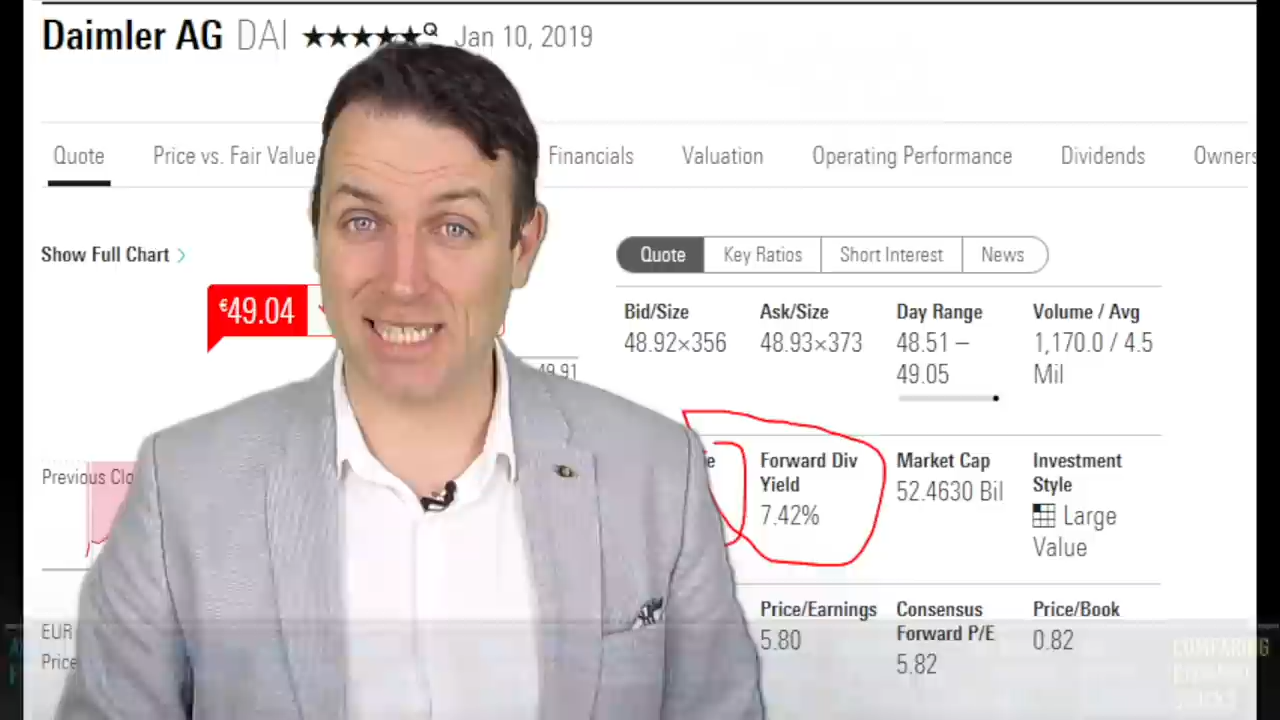 Daimler AG DAI ★★★★★Q Jan 10, 2019
Quote Price vs. Fair Value Financials Valuation Operating Performance Dividends Owners
Show Full Chart >
Quote Key Ratios Short Interest News
€49.04
Bid/Size Ask/Size Day Range Volume / Avg
48.92×356 48.93×373 48.51 – 1,170.0 / 4.5
49.05 Mil
49.91
Previous Clo
e Forward Div Market Cap Investment
Yield 52.4630 Bil Style
7.42% Large
Value
Price/Earnings Consensus Price/Book
5.80 Forward P/E 0.82
5.82
EUR
Price
COMPARING